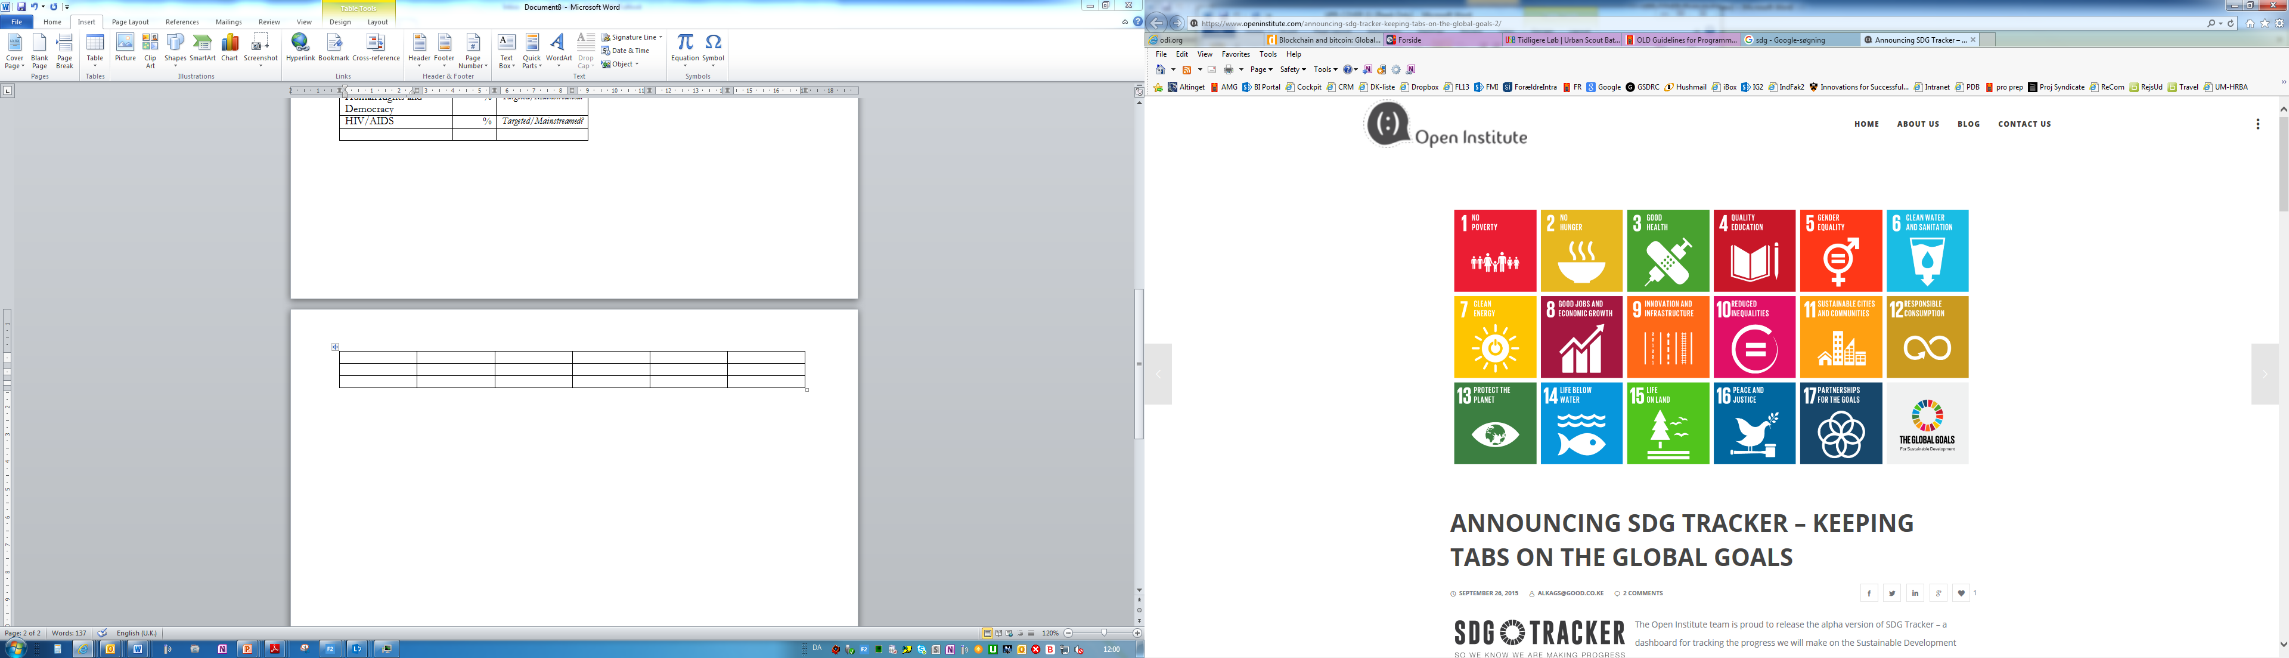 Document8 - Microsoft Word
Table Tools
File Home Insert Page Layout References Mailings Review View Design Layout
Cover Page Blank Page Page Break Table Picture Clip Art Shapes SmartArt Chart Screenshot Hyperlink Bookmark Cross-reference Header Footer Page Number Text Box Quick Parts WordArt Drop Cap Signature Line Date & Time Object Equation Symbol
Pages Tables Illustrations Links Header & Footer Text Symbols
Human Rights and % Targeted/Mainstreamed?
Democracy
HIV/AIDS % Targeted/Mainstreamed?
Page: 2 of 2 Words: 137 English (U.K.) 120%
DA 12:00
https://www.openinstitute.com/announcing-sdg-tracker-keeping-tabs-on-the-global-goals-2/
odi.org Blockchain and bitcoin: Global... Forside Tidligere Løb | Urban Scout Bat... OLD Guidelines for Programm... sdg - Google-søgning Announcing SDG Tracker – ...
File Edit View Favorites Tools Help
Page Safety Tools
Altinget AMG BI Portal Cockpit CRM DK-liste Dropbox FL13 FMI ForældreIntra FR Google GSDRC Hushmail iBox IG2 IndFak2 Innovations for Successful... Intranet PDB pro prep Proj Syndicate ReCom RejsUd Travel UM-HRBA
Open Institute
HOME ABOUT US BLOG CONTACT US
1 NO POVERTY
2 NO HUNGER
3 GOOD HEALTH
4 QUALITY EDUCATION
5 GENDER EQUALITY
6 CLEAN WATER AND SANITATION
7 CLEAN ENERGY
8 GOOD JOBS AND ECONOMIC GROWTH
9 INNOVATION AND INFRASTRUCTURE
10 REDUCED INEQUALITIES
11 SUSTAINABLE CITIES AND COMMUNITIES
12 RESPONSIBLE CONSUMPTION
13 PROTECT THE PLANET
14 LIFE BELOW WATER
15 LIFE ON LAND
16 PEACE AND JUSTICE
17 PARTNERSHIPS FOR THE GOALS
THE GLOBAL GOALS
For Sustainable Development
ANNOUNCING SDG TRACKER – KEEPING
TABS ON THE GLOBAL GOALS
SEPTEMBER 26, 2015 ALKAGS@GOOD.CO.KE 2 COMMENTS 1
SDG TRACKER
SO WE KNOW WE ARE MAKING PROGRESS
The Open Institute team is proud to release the alpha version of SDG Tracker – a
dashboard for tracking the progress we will make on the Sustainable Development